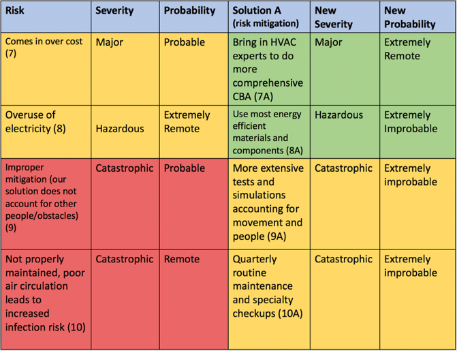 Risk Severity Probability Solution A New New
(risk mitigation) Severity Probability
Comes in over cost Major Probable Bring in HVAC Major Extremely
(7) experts to do Remote
more
comprehensive
CBA (7A)
Overuse of Extremely Use most energy Hazardous Extremely
electricity (8) Hazardous Remote efficient Improbable
materials and
components (8A)
Improper Catastrophic Probable More extensive Catastrophic Extremely
mitigation (our tests and improbable
solution does not simulations
account for other accounting for
people/obstacles) movement and
(9) people (9A)
Not properly Catastrophic Remote Quarterly Catastrophic Extremely
maintained, poor routine improbable
air circulation maintenance
leads to and specialty
increased checkups (10A)
infection risk (10)